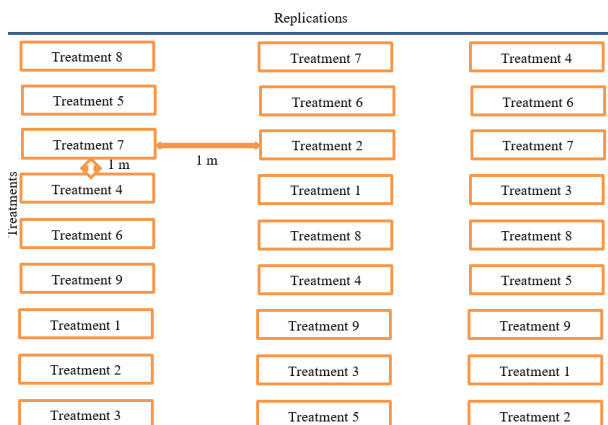 Replications
Treatment 8
Treatment 7
Treatment 4
Treatment 5
Treatment 6
Treatment 6
Treatment 7
Treatment 2
Treatment 7
1 m
1 m
Treatments
Treatment 4
Treatment 1
Treatment 3
Treatment 6
Treatment 8
Treatment 8
Treatment 9
Treatment 4
Treatment 5
Treatment 1
Treatment 9
Treatment 9
Treatment 2
Treatment 3
Treatment 1
Treatment 3
Treatment 5
Treatment 2